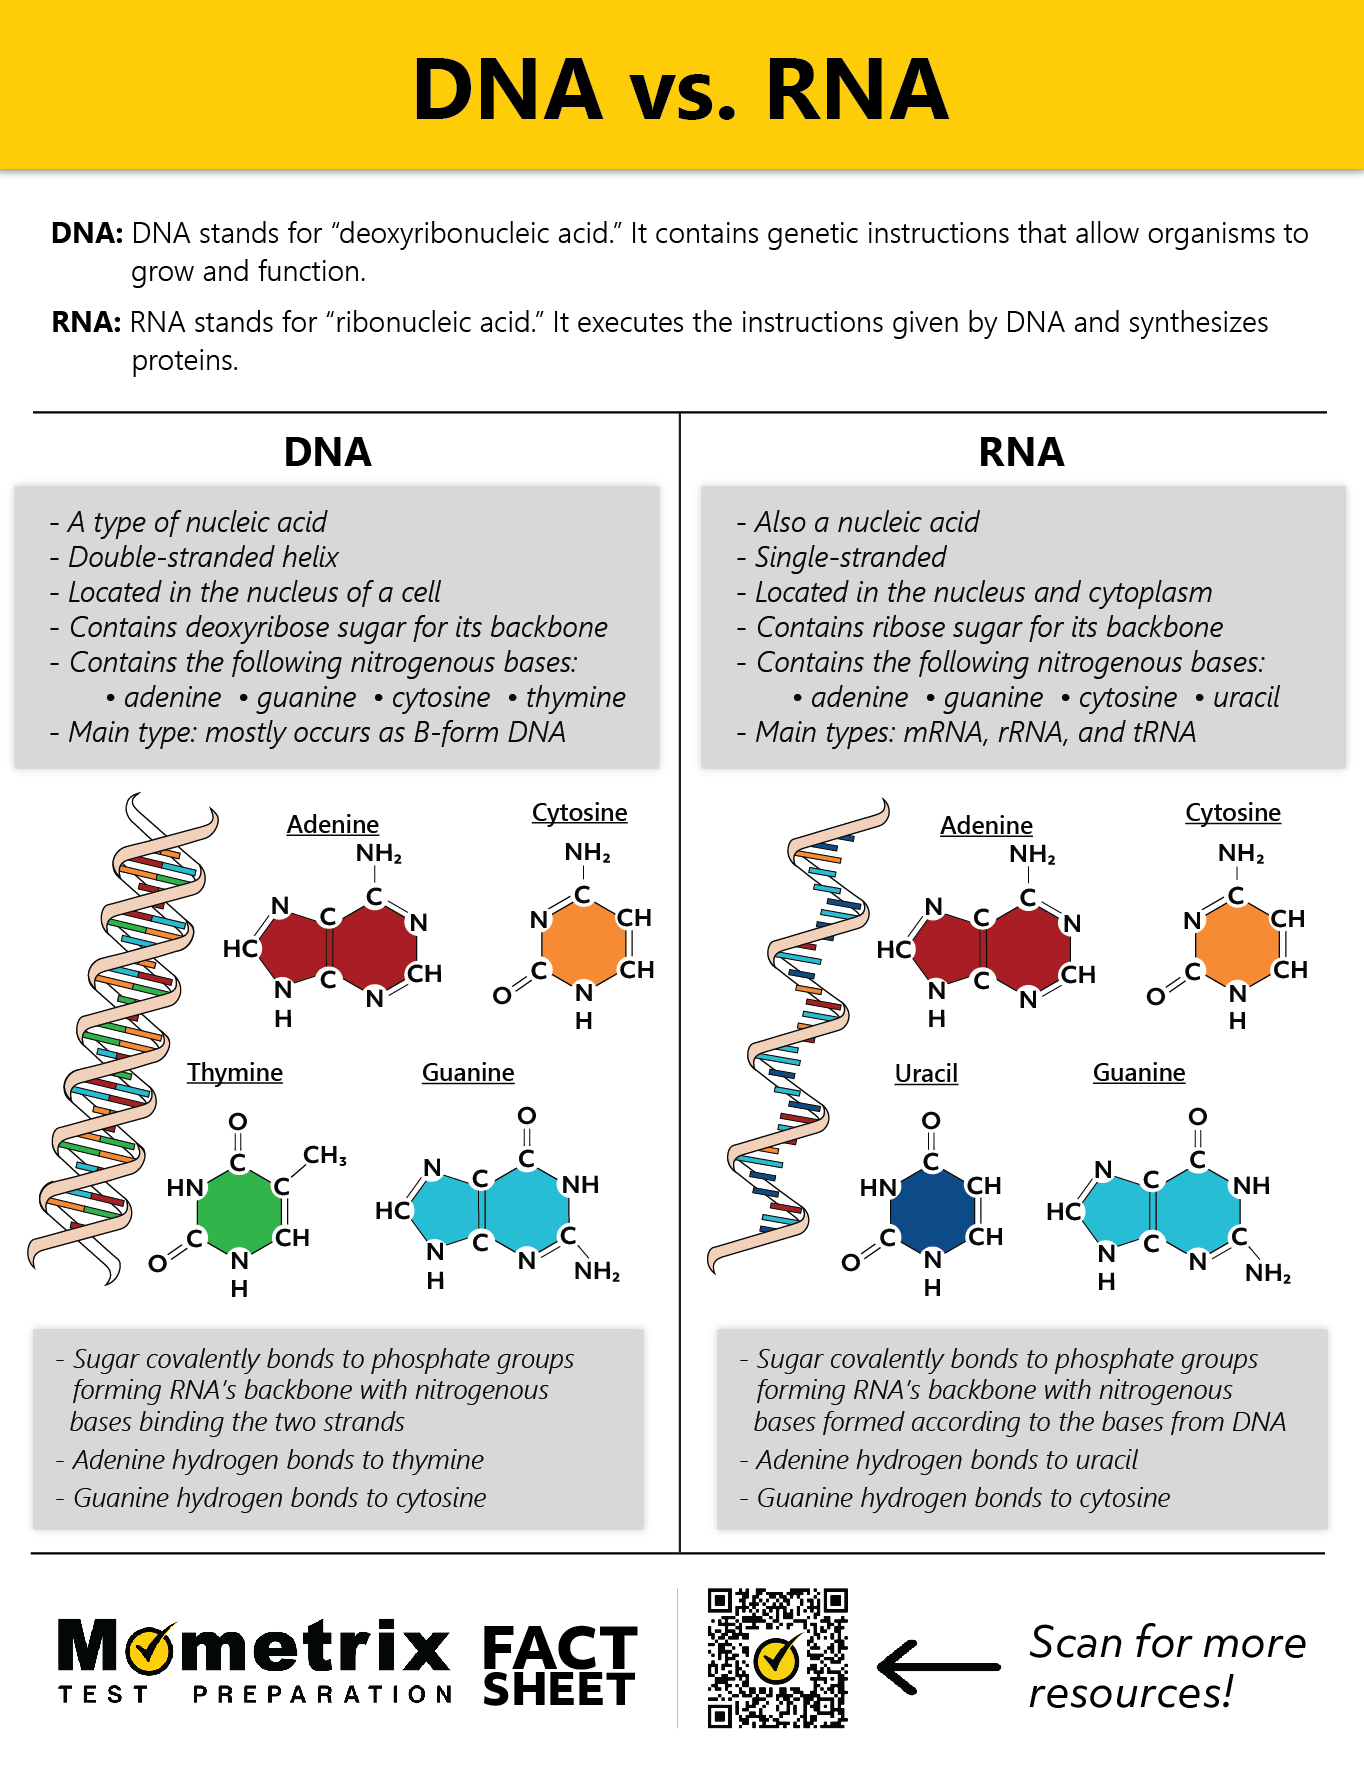 DNA vs. RNA
DNA: DNA stands for “deoxyribonucleic acid.” It contains genetic instructions that allow organisms to
grow and function.
RNA: RNA stands for “ribonucleic acid.” It executes the instructions given by DNA and synthesizes
proteins.
DNA
- A type of nucleic acid
- Double-stranded helix
- Located in the nucleus of a cell
- Contains deoxyribose sugar for its backbone
- Contains the following nitrogenous bases:
• adenine • guanine • cytosine • thymine
- Main type: mostly occurs as B-form DNA
Adenine
NH₂
N
C
C
N
HC
C
CH
N
N
H
Cytosine
NH₂
C
N
CH
C
CH
O
N
H
Thymine
O
C
CH₃
HN
C
C
CH
O
N
H
Guanine
O
N
C
C
NH
HC
N
C
C
N
H
NH₂
- Sugar covalently bonds to phosphate groups
forming RNA’s backbone with nitrogenous
bases binding the two strands
- Adenine hydrogen bonds to thymine
- Guanine hydrogen bonds to cytosine
RNA
- Also a nucleic acid
- Single-stranded
- Located in the nucleus and cytoplasm
- Contains ribose sugar for its backbone
- Contains the following nitrogenous bases:
• adenine • guanine • cytosine • uracil
- Main types: mRNA, rRNA, and tRNA
Adenine
NH₂
N
C
C
N
HC
C
CH
N
N
H
Cytosine
NH₂
C
N
CH
C
CH
O
N
H
Uracil
O
C
HN
CH
C
CH
O
N
H
Guanine
O
N
C
C
NH
HC
N
C
C
N
H
NH₂
- Sugar covalently bonds to phosphate groups
forming RNA’s backbone with nitrogenous
bases formed according to the bases from DNA
- Adenine hydrogen bonds to uracil
- Guanine hydrogen bonds to cytosine
Mometrix
TEST PREPARATION
FACT
SHEET
Scan for more
resources!